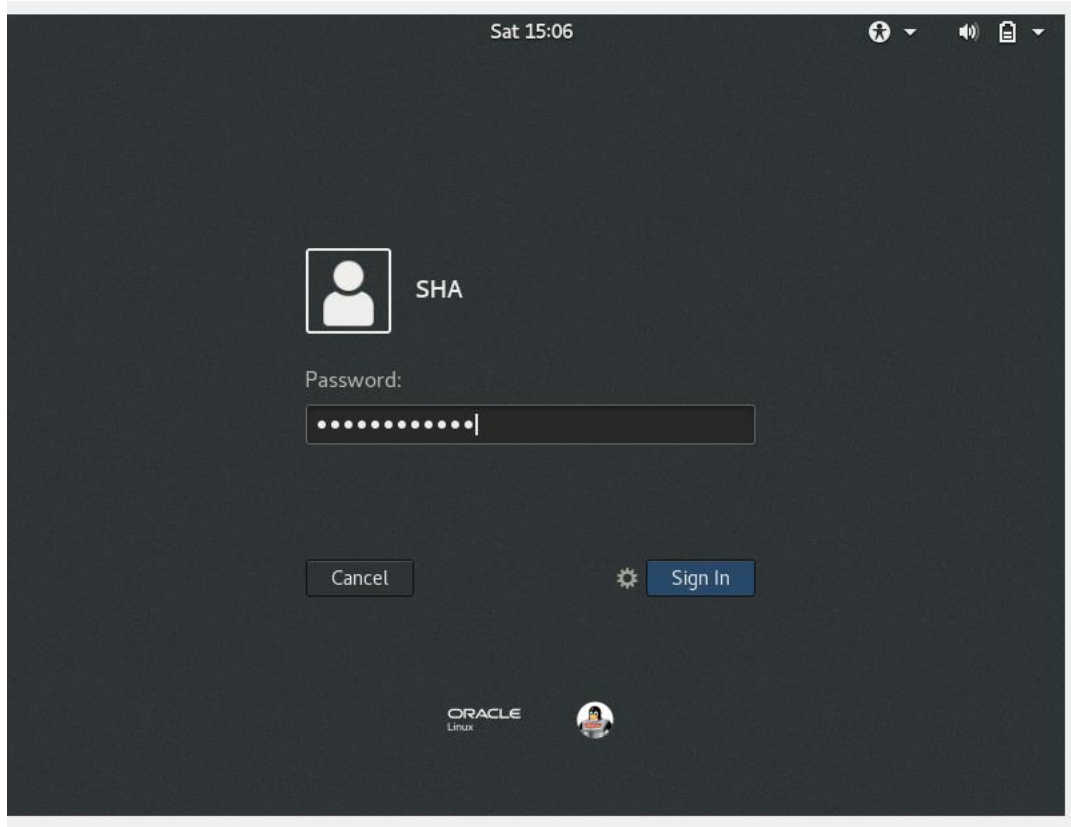 Sat 15:06
SHA
Password:
••••••••••••
Cancel
Sign In
ORACLE
Linux